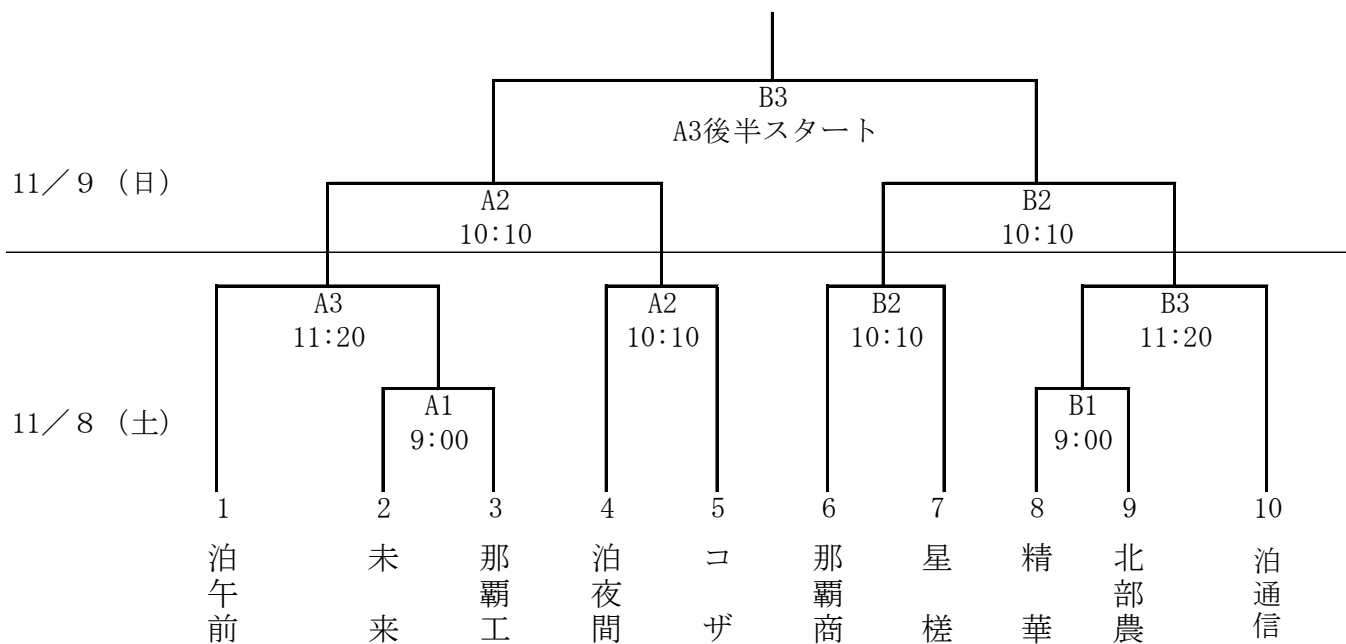 B3
A3後半スタート
11／９（日）
A2 B2
10:10 10:10
A3 A2 B2 B3
11:20 10:10 10:10 11:20
11／８（土）
A1 B1
9:00 9:00
1 2 3 4 5 6 7 8 9 10
泊午前
未来
那覇工
泊夜間
コザ
那覇商
星槎
精華
北部農
泊通信